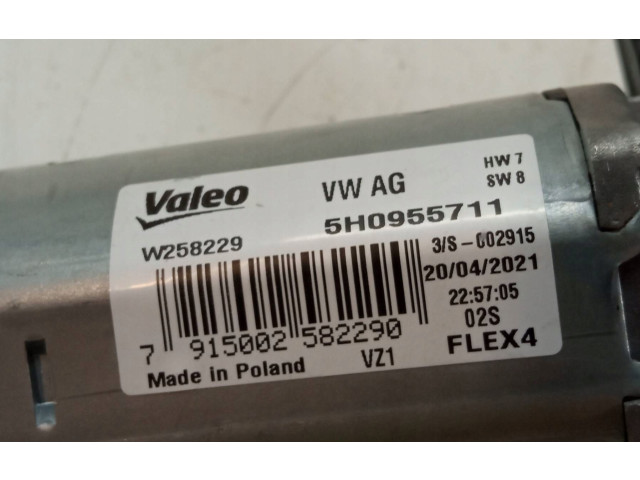 Valeo
VW AG
HW 7
SW 8
W258229
5H0955711
3/S-002915
20/04/2021
22:57:05
02S
7 915002 582290
VZ1
FLEX4
Made in Poland